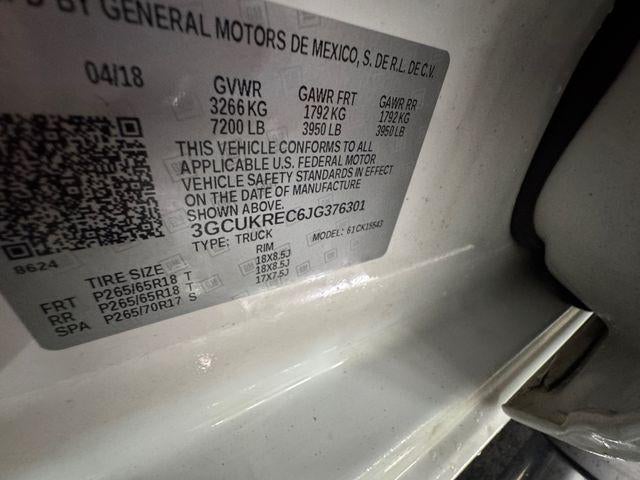 BY GENERAL MOTORS DE MEXICO, S. DE R.L. DE C.V.
04/18
GVWR GAWR FRT GAWR RR
3266 KG 1792 KG 1792 KG
7200 LB 3950 LB 3950 LB
THIS VEHICLE CONFORMS TO ALL
APPLICABLE U.S. FEDERAL MOTOR
VEHICLE SAFETY STANDARDS IN EFFECT
ON THE DATE OF MANUFACTURE
SHOWN ABOVE.
3GCUKREC6JG376301
TYPE: TRUCK MODEL: 61CK15543
8624
TIRE SIZE RIM
FRT P265/65R18 T 18X8.5J
RR P265/65R18 T 18X8.5J
SPA P265/70R17 S 17X7.5J